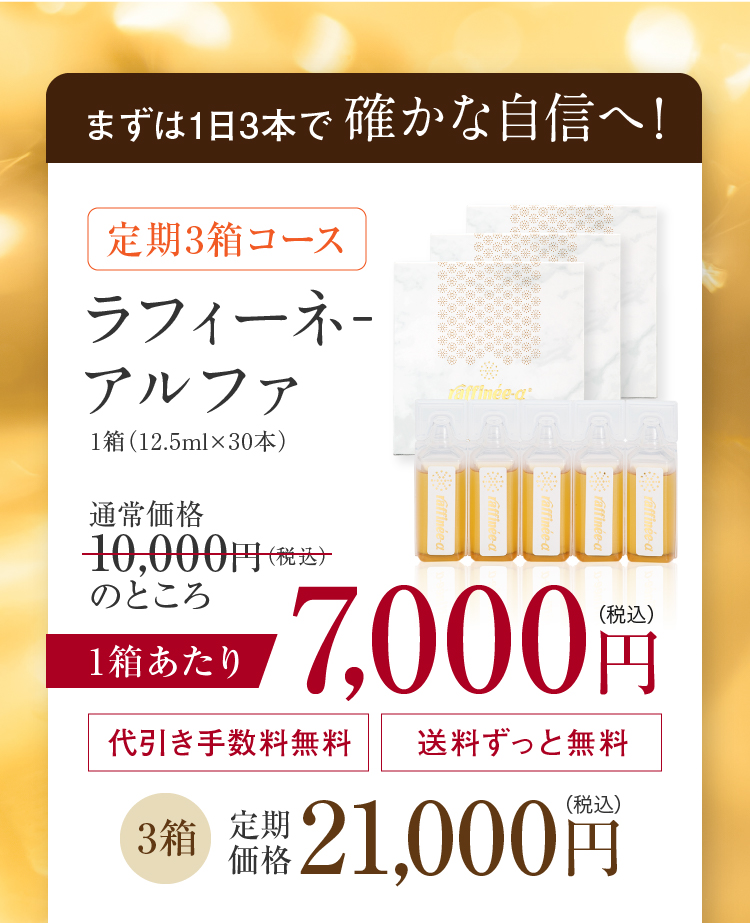 まずは1日3本で 確かな自信へ!
定期3箱コース
ラフィーネ-
アルファ
1箱(12.5ml×30本)
通常価格
10,000円(税込)
のところ
1箱あたり 7,000円(税込)
代引き手数料無料 送料ずっと無料
3箱 定期価格 21,000円(税込)